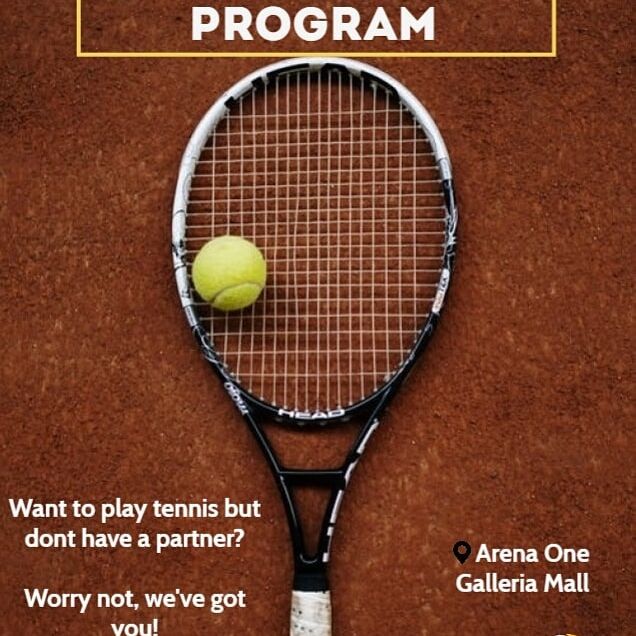 PROGRAM
HEAD
Want to play tennis but
dont have a partner?
Worry not, we've got
you!
Arena One
Galleria Mall